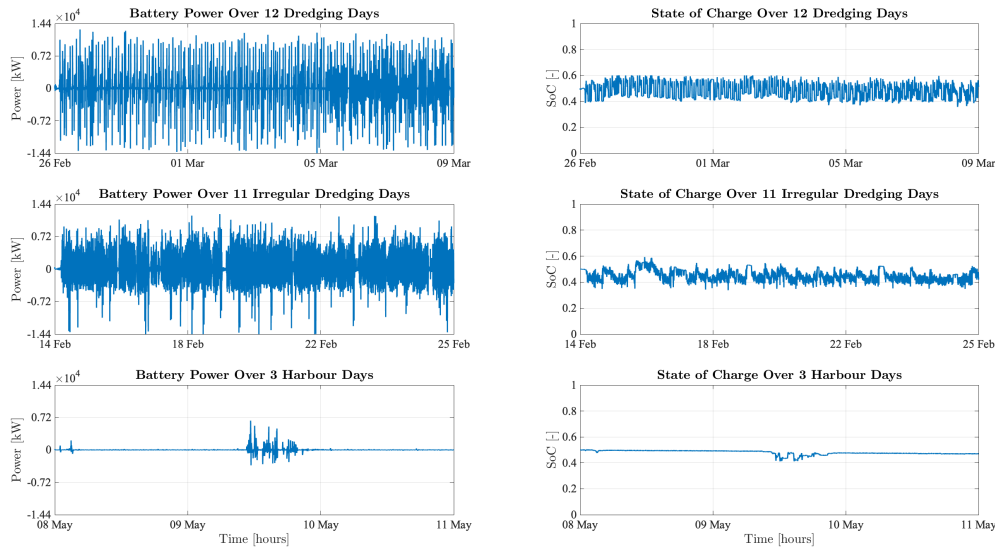 Battery Power Over 12 Dredging Days
×10⁴
1.44
0.72
0
-0.72
-1.44
Power [kW]
26 Feb 01 Mar 05 Mar 09 Mar
State of Charge Over 12 Dredging Days
1
0.8
0.6
0.4
0.2
0
SoC [-]
26 Feb 01 Mar 05 Mar 09 Mar
Battery Power Over 11 Irregular Dredging Days
×10⁴
1.44
0.72
0
-0.72
-1.44
Power [kW]
14 Feb 18 Feb 22 Feb 25 Feb
State of Charge Over 11 Irregular Dredging Days
1
0.8
0.6
0.4
0.2
0
SoC [-]
14 Feb 18 Feb 22 Feb 25 Feb
Battery Power Over 3 Harbour Days
×10⁴
1.44
0.72
0
-0.72
-1.44
Power [kW]
08 May 09 May 10 May 11 May
Time [hours]
State of Charge Over 3 Harbour Days
1
0.8
0.6
0.4
0.2
0
SoC [-]
08 May 09 May 10 May 11 May
Time [hours]